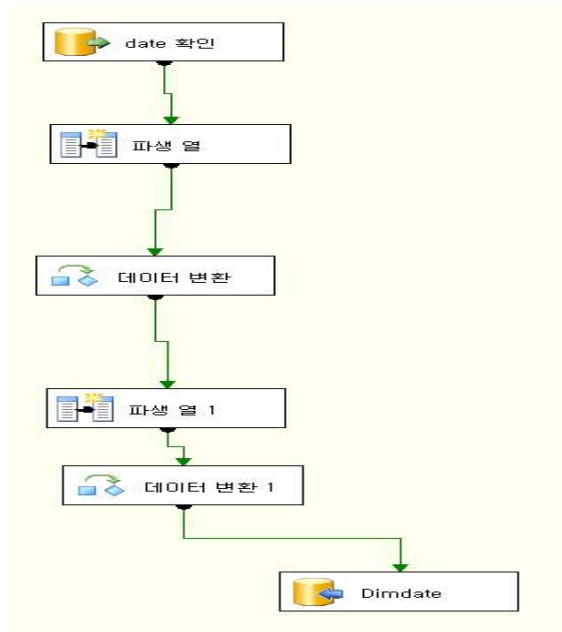 date 확인
파생 열
데이터 변환
파생 열 1
데이터 변환 1
Dimdate